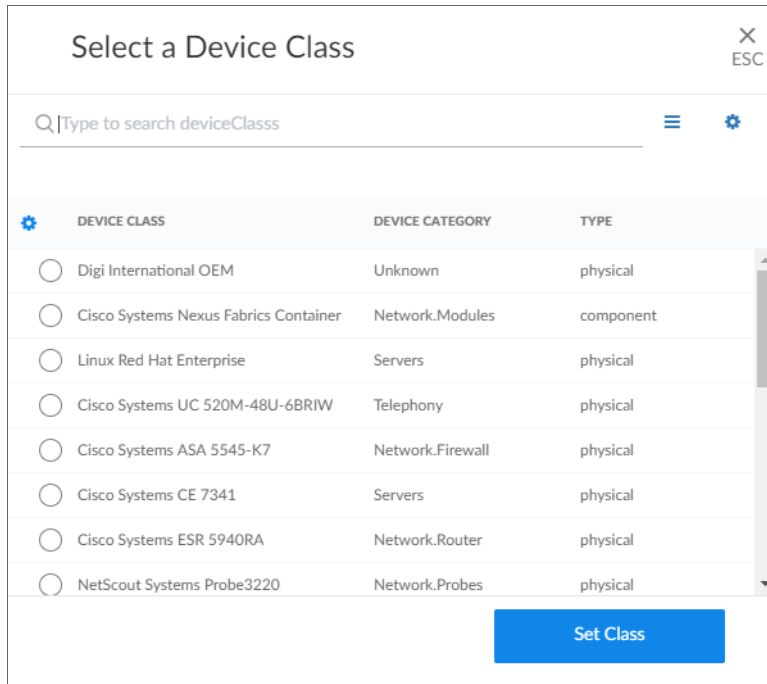 Select a Device Class
ESC
Type to search deviceClasss
DEVICE CLASS DEVICE CATEGORY TYPE
Digi International OEM Unknown physical
Cisco Systems Nexus Fabrics Container Network.Modules component
Linux Red Hat Enterprise Servers physical
Cisco Systems UC 520M-48U-6BRIW Telephony physical
Cisco Systems ASA 5545-K7 Network.Firewall physical
Cisco Systems CE 7341 Servers physical
Cisco Systems ESR 5940RA Network.Router physical
NetScout Systems Probe3220 Network.Probes physical
Set Class